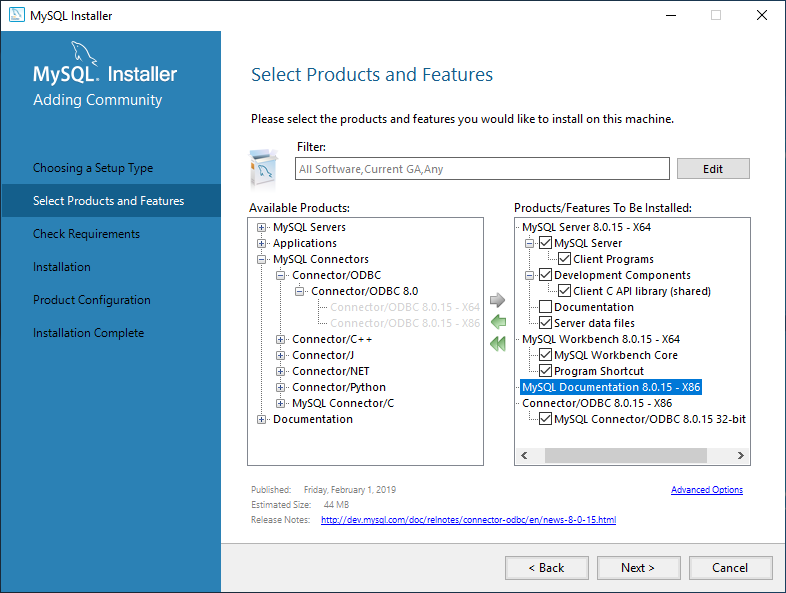 MySQL Installer
MySQL. Installer
Adding Community
Choosing a Setup Type
Select Products and Features
Check Requirements
Installation
Product Configuration
Installation Complete
Select Products and Features
Please select the products and features you would like to install on this machine.
Filter:
All Software,Current GA,Any
Edit
Available Products:
MySQL Servers
Applications
MySQL Connectors
Connector/ODBC
Connector/ODBC 8.0
Connector/ODBC 8.0.15 - X64
Connector/ODBC 8.0.15 - X86
Connector/C++
Connector/J
Connector/NET
Connector/Python
MySQL Connector/C
Documentation
Products/Features To Be Installed:
MySQL Server 8.0.15 - X64
MySQL Server
Client Programs
Development Components
Client C API library (shared)
Documentation
Server data files
MySQL Workbench 8.0.15 - X64
MySQL Workbench Core
Program Shortcut
MySQL Documentation 8.0.15 - X86
Connector/ODBC 8.0.15 - X86
MySQL Connector/ODBC 8.0.15 32-bit
Published: Friday, February 1, 2019
Estimated Size: 44 MB
Release Notes: http://dev.mysql.com/doc/relnotes/connector-odbc/en/news-8-0-15.html
Advanced Options
< Back
Next >
Cancel